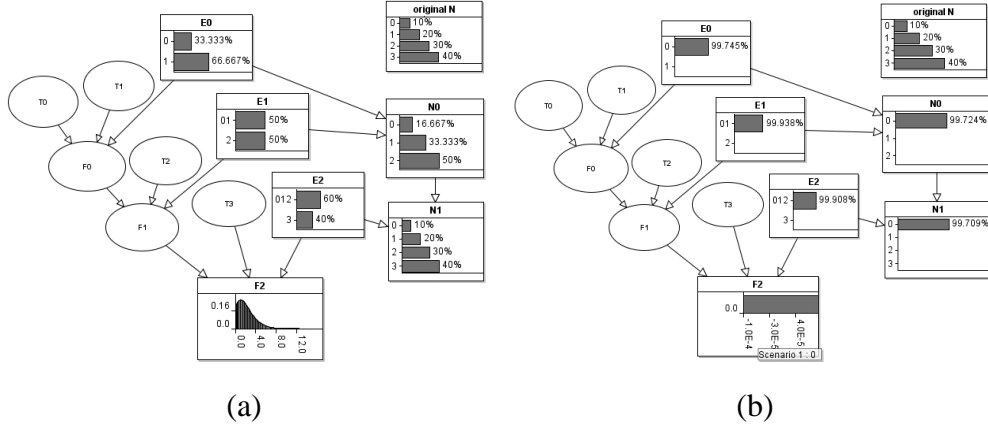 E0
0
33.333%
1
66.667%
original N
0
10%
1
20%
2
30%
3
40%
T0
T1
E1
01
50%
2
50%
N0
0
16.667%
1
33.333%
2
50%
F0
T2
E2
012
60%
3
40%
T3
F1
N1
0
10%
1
20%
2
30%
3
40%
F2
0.16
0.0
0.0
4.0
8.0
12.0
(a)
E0
0
99.745%
1
original N
0
10%
1
20%
2
30%
3
40%
T0
T1
E1
01
99.938%
2
N0
0
99.724%
1
2
F0
T2
E2
012
99.908%
3
T3
F1
N1
0
99.709%
1
2
3
F2
0.0
-1.0E-4
-3.0E-5
4.0E-5
Scenario 1 : 0
(b)